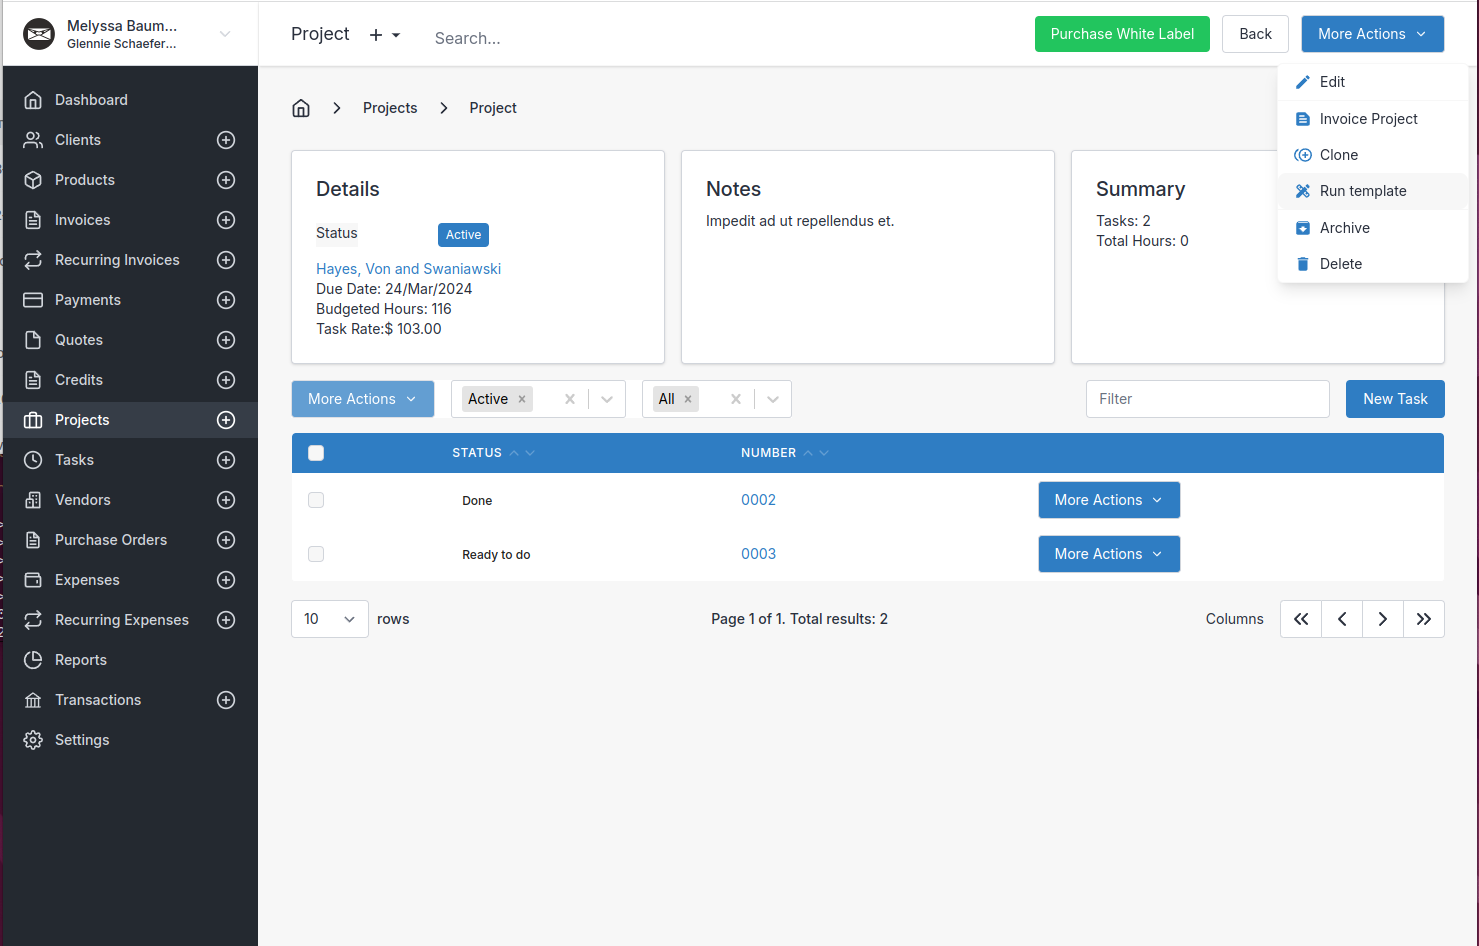 Melyssa Baum...
Glennie Schaefer...
Project
Search...
Purchase White Label
Back
More Actions
Edit
Invoice Project
Clone
Run template
Archive
Delete
Dashboard
Clients
Products
Invoices
Recurring Invoices
Payments
Quotes
Credits
Projects
Tasks
Vendors
Purchase Orders
Expenses
Recurring Expenses
Reports
Transactions
Settings
Projects
Project
Details
Status
Active
Hayes, Von and Swaniawski
Due Date: 24/Mar/2024
Budgeted Hours: 116
Task Rate:$ 103.00
Notes
Impedit ad ut repellendus et.
Summary
Tasks: 2
Total Hours: 0
More Actions
Active
All
Filter
New Task
STATUS
NUMBER
Done
0002
More Actions
Ready to do
0003
More Actions
10
rows
Page 1 of 1. Total results: 2
Columns